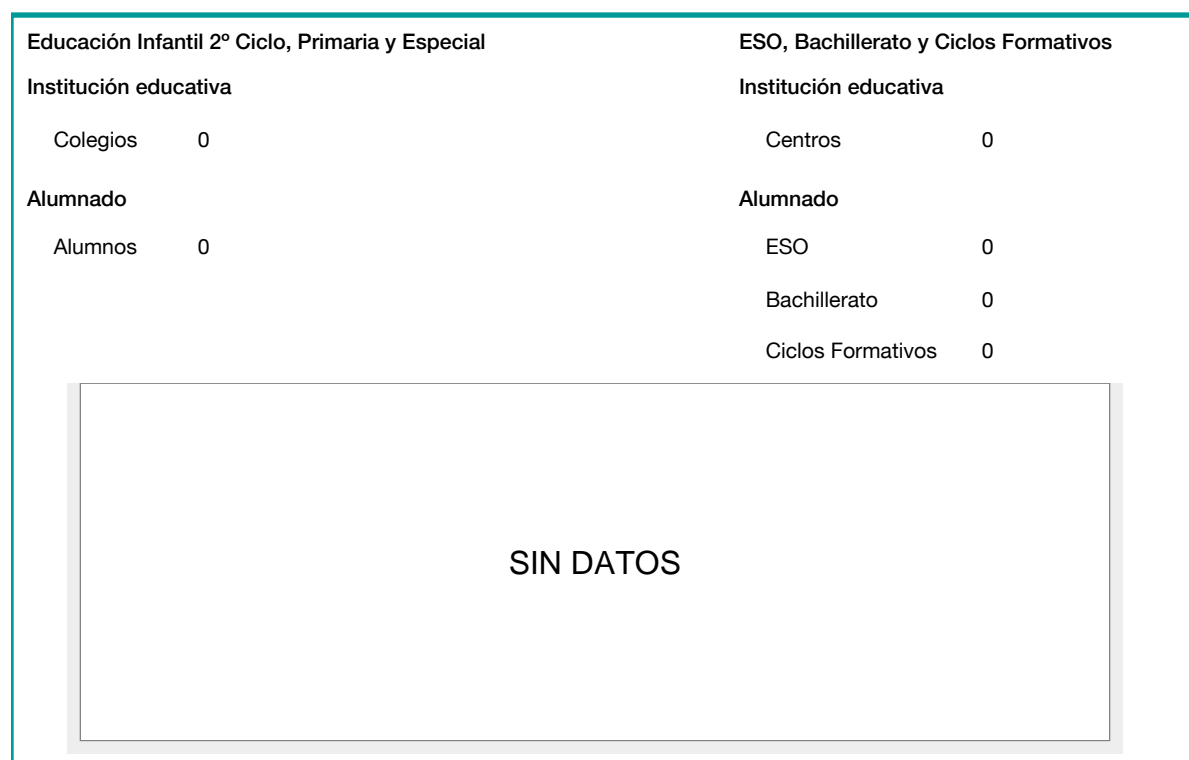 Educación Infantil 2º Ciclo, Primaria y Especial
Institución educativa
Colegios 0
Alumnado
Alumnos 0
ESO, Bachillerato y Ciclos Formativos
Institución educativa
Centros 0
Alumnado
ESO 0
Bachillerato 0
Ciclos Formativos 0
SIN DATOS